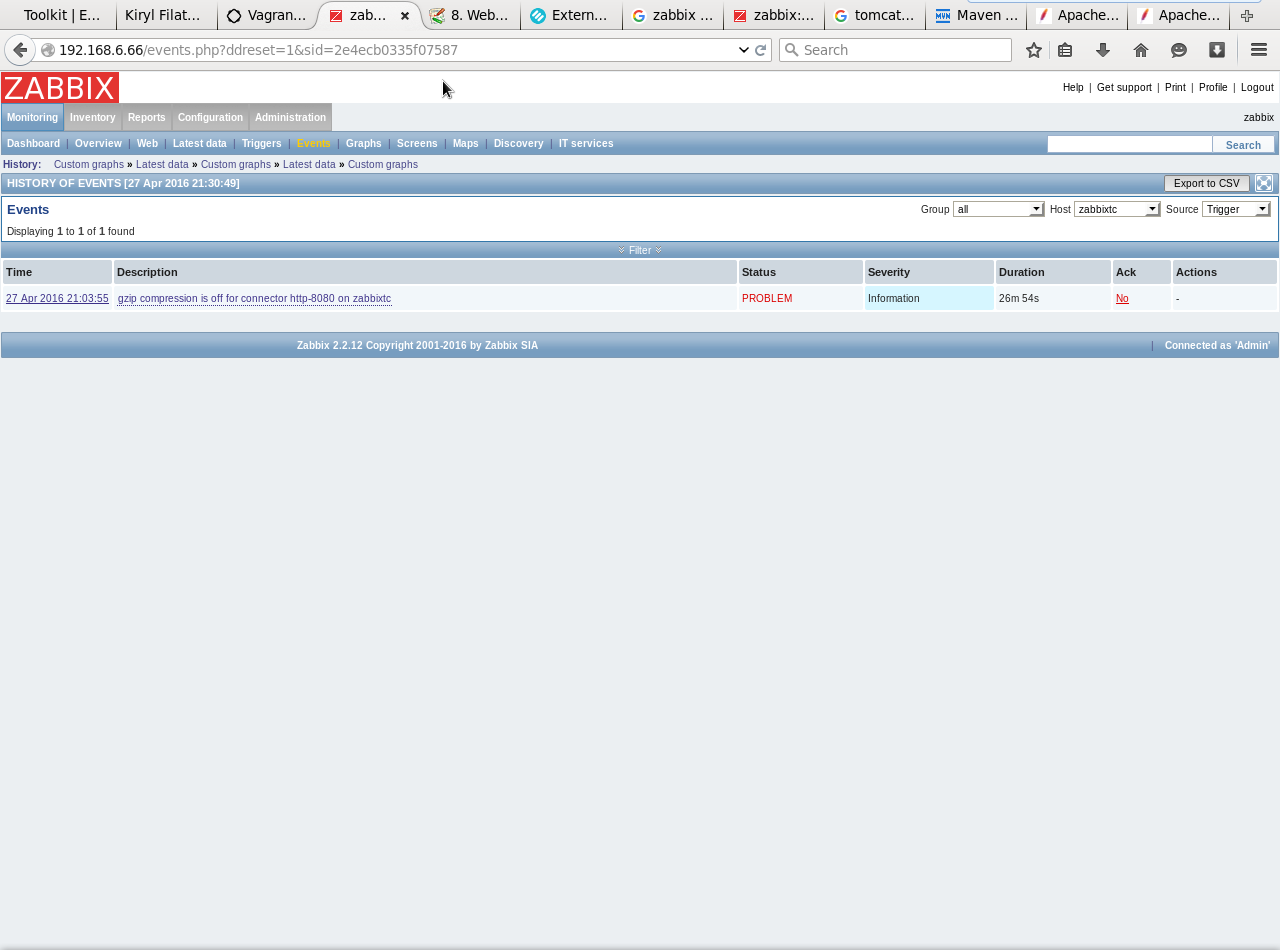 Toolkit | E... Kiryl Filat... Vagran... zab... 8. Web... Extern... zabbix ... zabbix:... tomcat... Maven ... Apache... Apache...
192.168.6.66/events.php?ddreset=1&sid=2e4ecb0335f07587 Search
ZABBIX Help | Get support | Print | Profile | Logout
Monitoring Inventory Reports Configuration Administration zabbix
Dashboard | Overview | Web | Latest data | Triggers | Events | Graphs | Screens | Maps | Discovery | IT services Search
History: Custom graphs » Latest data » Custom graphs » Latest data » Custom graphs
HISTORY OF EVENTS [27 Apr 2016 21:30:49] Export to CSV
Events Group all Host zabbixtc Source Trigger
Displaying 1 to 1 of 1 found
Filter
Time Description Status Severity Duration Ack Actions
27 Apr 2016 21:03:55 gzip compression is off for connector http-8080 on zabbixtc PROBLEM Information 26m 54s No -
Zabbix 2.2.12 Copyright 2001-2016 by Zabbix SIA | Connected as 'Admin'